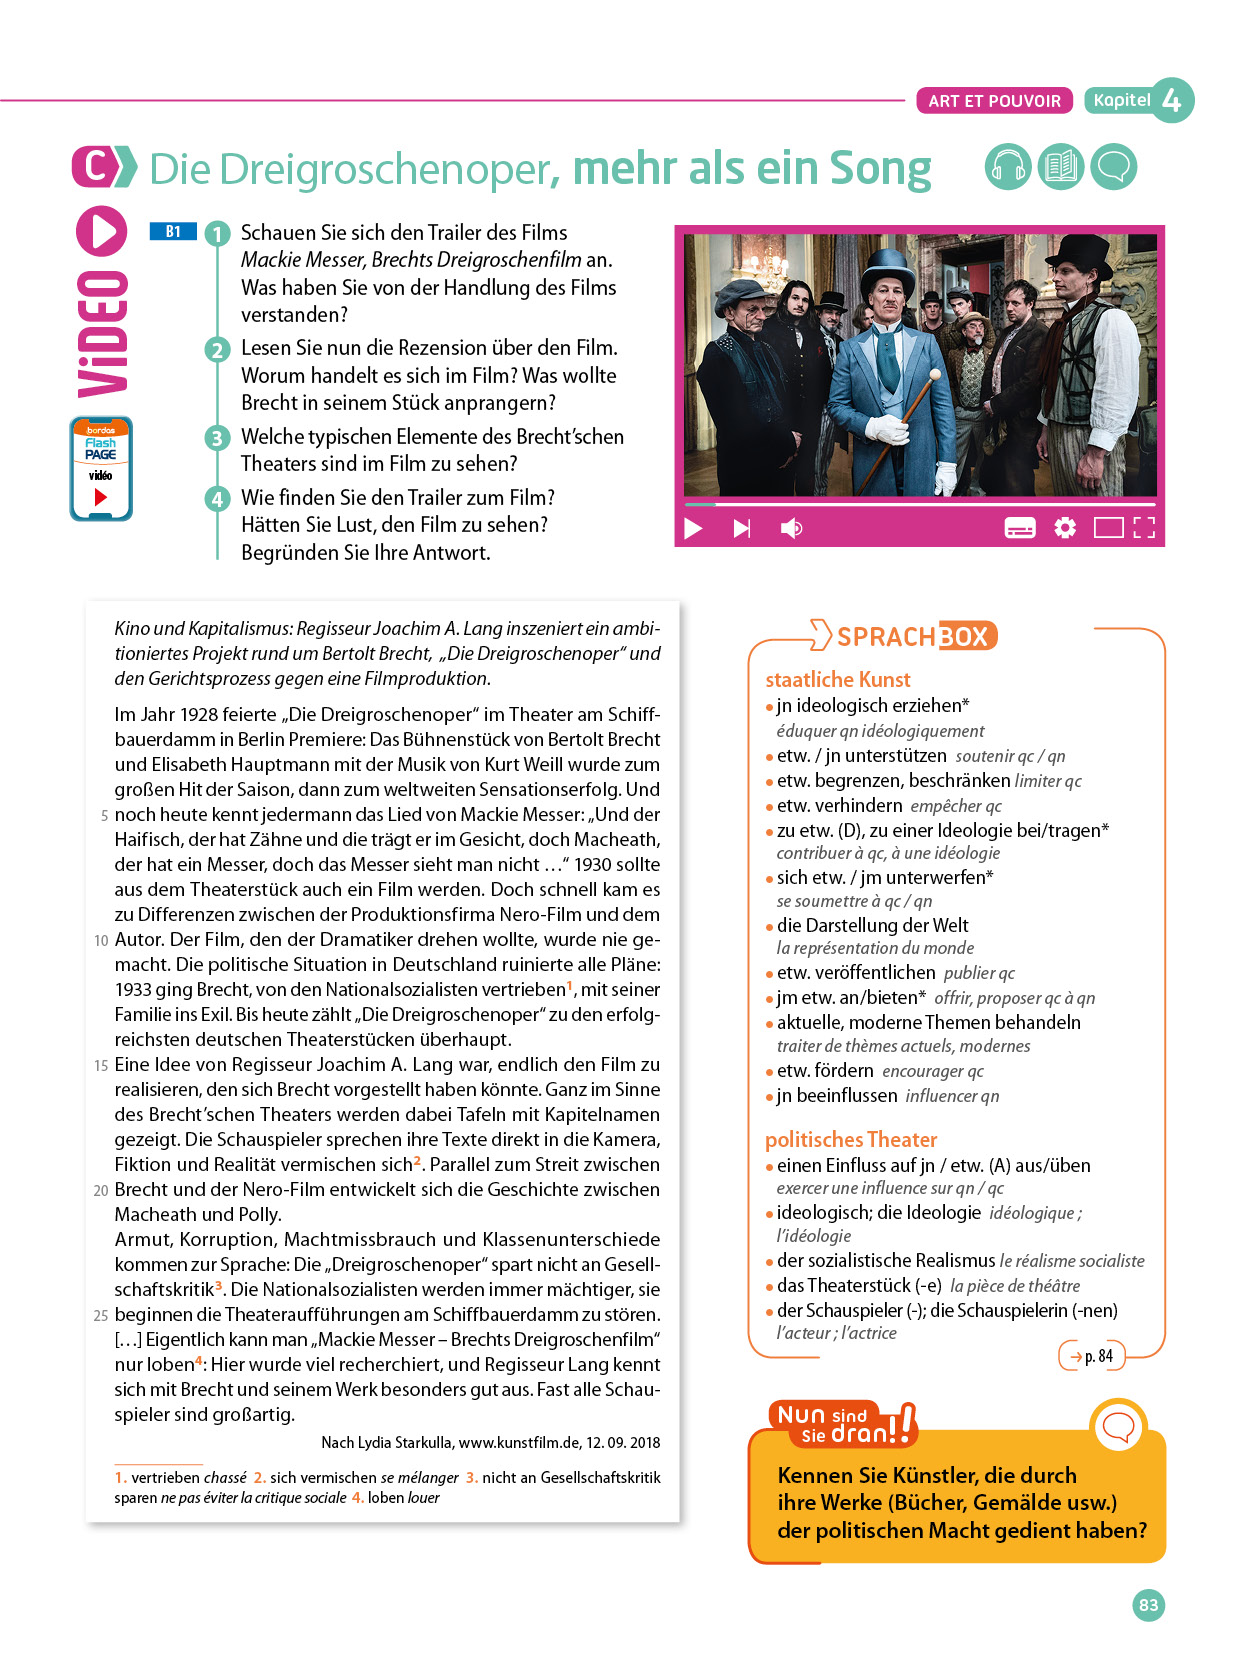 ART ET POUVOIR Kapitel 4
C Die Dreigroschenoper, mehr als ein Song
ViDEO
bordas
Flash
PAGE
vidéo
B1
1 Schauen Sie sich den Trailer des Films
Mackie Messer, Brechts Dreigroschenfilm an.
Was haben Sie von der Handlung des Films
verstanden?
2 Lesen Sie nun die Rezension über den Film.
Worum handelt es sich im Film? Was wollte
Brecht in seinem Stück anprangern?
3 Welche typischen Elemente des Brecht’schen
Theaters sind im Film zu sehen?
4 Wie finden Sie den Trailer zum Film?
Hätten Sie Lust, den Film zu sehen?
Begründen Sie Ihre Antwort.
Kino und Kapitalismus: Regisseur Joachim A. Lang inszeniert ein ambi-
tioniertes Projekt rund um Bertolt Brecht, „Die Dreigroschenoper“ und
den Gerichtsprozess gegen eine Filmproduktion.
Im Jahr 1928 feierte „Die Dreigroschenoper“ im Theater am Schiff-
bauerdamm in Berlin Premiere: Das Bühnenstück von Bertolt Brecht
und Elisabeth Hauptmann mit der Musik von Kurt Weill wurde zum
großen Hit der Saison, dann zum weltweiten Sensationserfolg. Und
5 noch heute kennt jedermann das Lied von Mackie Messer: „Und der
Haifisch, der hat Zähne und die trägt er im Gesicht, doch Macheath,
der hat ein Messer, doch das Messer sieht man nicht …“ 1930 sollte
aus dem Theaterstück auch ein Film werden. Doch schnell kam es
zu Differenzen zwischen der Produktionsfirma Nero-Film und dem
10 Autor. Der Film, den der Dramatiker drehen wollte, wurde nie ge-
macht. Die politische Situation in Deutschland ruinierte alle Pläne:
1933 ging Brecht, von den Nationalsozialisten vertrieben1, mit seiner
Familie ins Exil. Bis heute zählt „Die Dreigroschenoper“ zu den erfolg-
reichsten deutschen Theaterstücken überhaupt.
15 Eine Idee von Regisseur Joachim A. Lang war, endlich den Film zu
realisieren, den sich Brecht vorgestellt haben könnte. Ganz im Sinne
des Brecht’schen Theaters werden dabei Tafeln mit Kapitelnamen
gezeigt. Die Schauspieler sprechen ihre Texte direkt in die Kamera,
Fiktion und Realität vermischen sich2. Parallel zum Streit zwischen
20 Brecht und der Nero-Film entwickelt sich die Geschichte zwischen
Macheath und Polly.
Armut, Korruption, Machtmissbrauch und Klassenunterschiede
kommen zur Sprache: Die „Dreigroschenoper“ spart nicht an Gesell-
schaftskritik3. Die Nationalsozialisten werden immer mächtiger, sie
25 beginnen die Theateraufführungen am Schiffbauerdamm zu stören.
[…] Eigentlich kann man „Mackie Messer – Brechts Dreigroschenfilm“
nur loben4: Hier wurde viel recherchiert, und Regisseur Lang kennt
sich mit Brecht und seinem Werk besonders gut aus. Fast alle Schau-
spieler sind großartig.
Nach Lydia Starkulla, www.kunstfilm.de, 12. 09. 2018
1. vertrieben chassé 2. sich vermischen se mélanger 3. nicht an Gesellschaftskritik
sparen ne pas éviter la critique sociale 4. loben louer
SPRACHBOX
staatliche Kunst
• jn ideologisch erziehen*
éduquer qn idéologiquement
• etw. / jn unterstützen soutenir qc / qn
• etw. begrenzen, beschränken limiter qc
• etw. verhindern empêcher qc
• zu etw. (D), zu einer Ideologie bei/tragen*
contribuer à qc, à une idéologie
• sich etw. / jm unterwerfen*
se soumettre à qc / qn
• die Darstellung der Welt
la représentation du monde
• etw. veröffentlichen publier qc
• jm etw. an/bieten* offrir, proposer qc à qn
• aktuelle, moderne Themen behandeln
traiter de thèmes actuels, modernes
• etw. fördern encourager qc
• jn beeinflussen influencer qn
politisches Theater
• einen Einfluss auf jn / etw. (A) aus/üben
exercer une influence sur qn / qc
• ideologisch; die Ideologie idéologique ;
l’idéologie
• der sozialistische Realismus le réalisme socialiste
• das Theaterstück (-e) la pièce de théâtre
• der Schauspieler (-); die Schauspielerin (-nen)
l’acteur ; l’actrice
→ p. 84
Nun sind
Sie dran!!
Kennen Sie Künstler, die durch
ihre Werke (Bücher, Gemälde usw.)
der politischen Macht gedient haben?
83